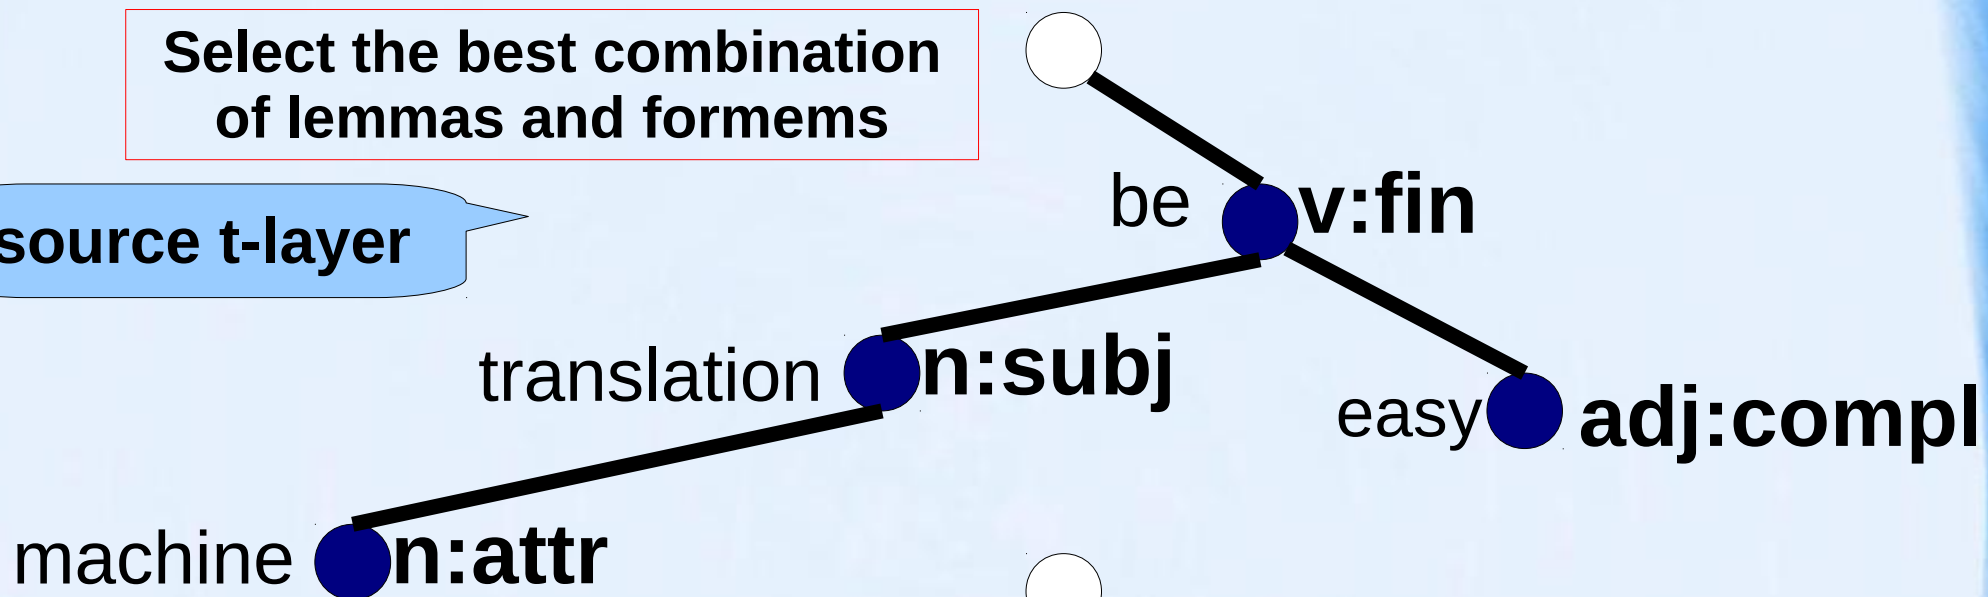 Select the best combination
of lemmas and formems
be v:fin
source t-layer
translation n:subj
easy adj:compl
machine n:attr